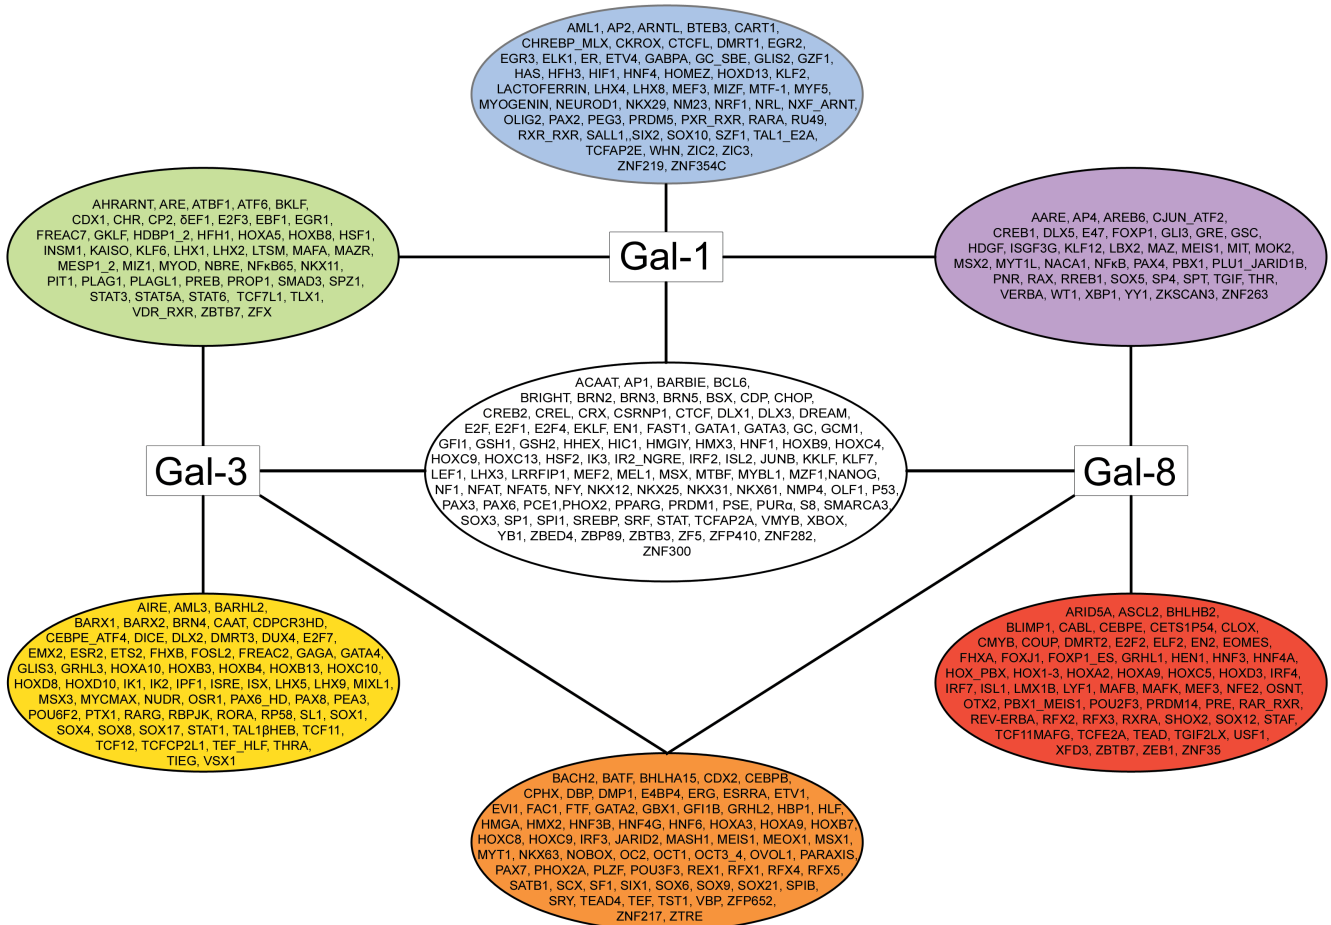 AML1, AP2, ARNTL, BTEB3, CART1,
CHREBP_MLX, CKROX, CTCFL, DMRT1, EGR2,
EGR3, ELK1, ER, ETV4, GABPA, GC_SBE, GLIS2, GZF1,
HAS, HFH3, HIF1, HNF4, HOMEZ, HOXD13, KLF2,
LACTOFERRIN, LHX4, LHX8, MEF3, MIZF, MTF-1, MYF5,
MYOGENIN, NEUROD1, NKX29, NM23, NRF1, NRL, NXF_ARNT,
OLIG2, PAX2, PEG3, PRDM5, PXR_RXR, RARA, RU49,
RXR_RXR, SALL1,,SIX2, SOX10, SZF1, TAL1_E2A,
TCFAP2E, WHN, ZIC2, ZIC3,
ZNF219, ZNF354C
AHRARNT, ARE, ATBF1, ATF6, BKLF,
CDX1, CHR, CP2, δEF1, E2F3, EBF1, EGR1,
FREAC7, GKLF, HDBP1_2, HFH1, HOXA5, HOXB8, HSF1,
INSM1, KAISO, KLF6, LHX1, LHX2, LTSM, MAFA, MAZR,
MESP1_2, MIZ1, MYOD, NBRE, NFκB65, NKX11,
PIT1, PLAG1, PLAGL1, PREB, PROP1, SMAD3, SPZ1,
STAT3, STAT5A, STAT6, TCF7L1, TLX1,
VDR_RXR, ZBTB7, ZFX
Gal-1
AARE, AP4, AREB6, CJUN_ATF2,
CREB1, DLX5, E47, FOXP1, GLI3, GRE, GSC,
HDGF, ISGF3G, KLF12, LBX2, MAZ, MEIS1, MIT, MOK2,
MSX2, MYT1L, NACA1, NFκB, PAX4, PBX1, PLU1_JARID1B,
PNR, RAX, RREB1, SOX5, SP4, SPT, TGIF, THR,
VERBA, WT1, XBP1, YY1, ZKSCAN3, ZNF263
ACAAT, AP1, BARBIE, BCL6,
BRIGHT, BRN2, BRN3, BRN5, BSX, CDP, CHOP,
CREB2, CREL, CRX, CSRNP1, CTCF, DLX1, DLX3, DREAM,
E2F, E2F1, E2F4, EKLF, EN1, FAST1, GATA1, GATA3, GC, GCM1,
GFI1, GSH1, GSH2, HHEX, HIC1, HMGIY, HMX3, HNF1, HOXB9, HOXC4,
HOXC9, HOXC13, HSF2, IK3, IR2_NGRE, IRF2, ISL2, JUNB, KKLF, KLF7,
LEF1, LHX3, LRRFIP1, MEF2, MEL1, MSX, MTBF, MYBL1, MZF1,NANOG,
NF1, NFAT, NFAT5, NFY, NKX12, NKX25, NKX31, NKX61, NMP4, OLF1, P53,
PAX3, PAX6, PCE1,PHOX2, PPARG, PRDM1, PSE, PURα, S8, SMARCA3,
SOX3, SP1, SPI1, SREBP, SRF, STAT, TCFAP2A, VMYB, XBOX,
YB1, ZBED4, ZBP89, ZBTB3, ZF5, ZFP410, ZNF282,
ZNF300
Gal-3
Gal-8
AIRE, AML3, BARHL2,
BARX1, BARX2, BRN4, CAAT, CDPCR3HD,
CEBPE_ATF4, DICE, DLX2, DMRT3, DUX4, E2F7,
EMX2, ESR2, ETS2, FHXB, FOSL2, FREAC2, GAGA, GATA4,
GLIS3, GRHL3, HOXA10, HOXB3, HOXB4, HOXB13, HOXC10,
HOXD8, HOXD10, IK1, IK2, IPF1, ISRE, ISX, LHX5, LHX9, MIXL1,
MSX3, MYCMAX, NUDR, OSR1, PAX6_HD, PAX8, PEA3,
POU6F2, PTX1, RARG, RBPJK, RORA, RP58, SL1, SOX1,
SOX4, SOX8, SOX17, STAT1, TAL1βHEB, TCF11,
TCF12, TCFCP2L1, TEF_HLF, THRA,
TIEG, VSX1
ARID5A, ASCL2, BHLHB2,
BLIMP1, CABL, CEBPE, CETS1P54, CLOX,
CMYB, COUP, DMRT2, E2F2, ELF2, EN2, EOMES,
FHXA, FOXJ1, FOXP1_ES, GRHL1, HEN1, HNF3, HNF4A,
HOX_PBX, HOX1-3, HOXA2, HOXA9, HOXC5, HOXD3, IRF4,
IRF7, ISL1, LMX1B, LYF1, MAFB, MAFK, MEF3, NFE2, OSNT,
OTX2, PBX1_MEIS1, POU2F3, PRDM14, PRE, RAR_RXR,
REV-ERBA, RFX2, RFX3, RXRA, SHOX2, SOX12, STAF,
TCF11MAFG, TCFE2A, TEAD, TGIF2LX, USF1,
XFD3, ZBTB7, ZEB1, ZNF35
BACH2, BATF, BHLHA15, CDX2, CEBPB,
CPHX, DBP, DMP1, E4BP4, ERG, ESRRA, ETV1,
EVI1, FAC1, FTF, GATA2, GBX1, GFI1B, GRHL2, HBP1, HLF,
HMGA, HMX2, HNF3B, HNF4G, HNF6, HOXA3, HOXA9, HOXB7,
HOXC8, HOXC9, IRF3, JARID2, MASH1, MEIS1, MEOX1, MSX1,
MYT1, NKX63, NOBOX, OC2, OCT1, OCT3_4, OVOL1, PARAXIS,
PAX7, PHOX2A, PLZF, POU3F3, REX1, RFX1, RFX4, RFX5,
SATB1, SCX, SF1, SIX1, SOX6, SOX9, SOX21, SPIB,
SRY, TEAD4, TEF, TST1, VBP, ZFP652,
ZNF217, ZTRE